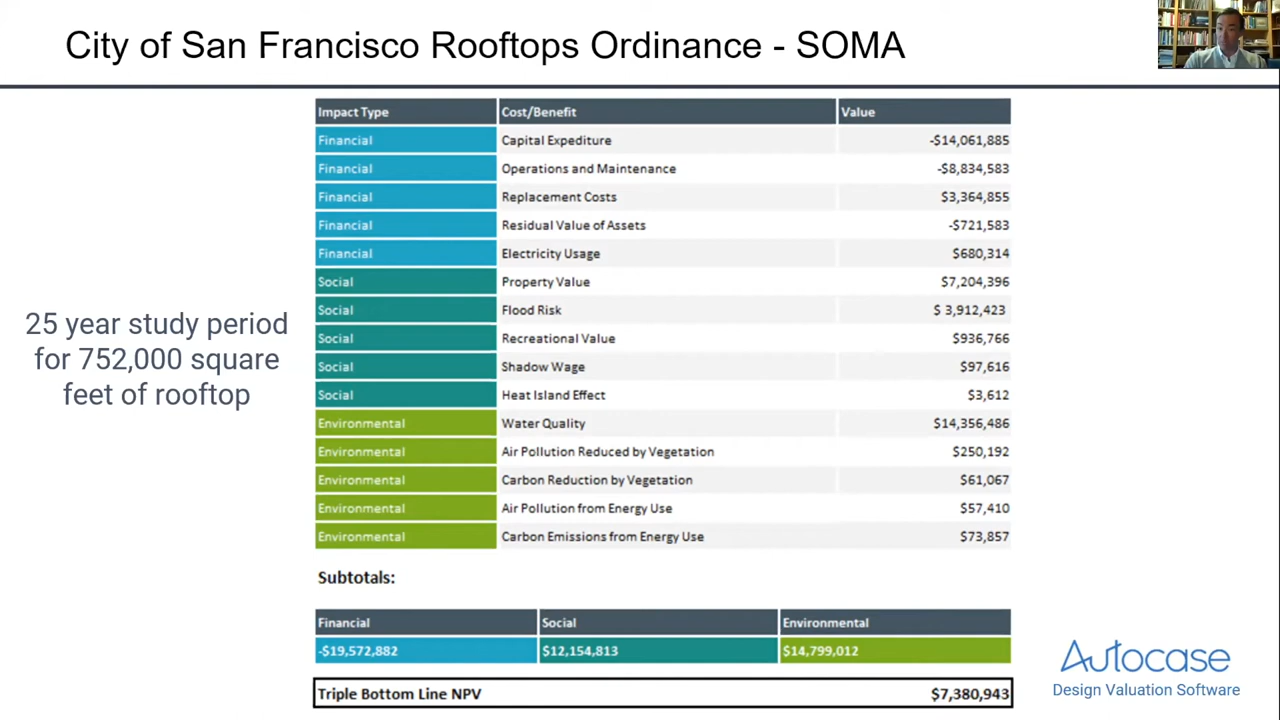 City of San Francisco Rooftops Ordinance - SOMA
25 year study period
for 752,000 square
feet of rooftop
Impact Type Cost/Benefit Value
Financial Capital Expediture -$14,061,885
Financial Operations and Maintenance -$8,834,583
Financial Replacement Costs $3,364,855
Financial Residual Value of Assets -$721,583
Financial Electricity Usage $680,314
Social Property Value $7,204,396
Social Flood Risk $ 3,912,423
Social Recreational Value $936,766
Social Shadow Wage $97,616
Social Heat Island Effect $3,612
Environmental Water Quality $14,356,486
Environmental Air Pollution Reduced by Vegetation $250,192
Environmental Carbon Reduction by Vegetation $61,067
Environmental Air Pollution from Energy Use $57,410
Environmental Carbon Emissions from Energy Use $73,857
Subtotals:
Financial Social Environmental
-$19,572,882 $12,154,813 $14,799,012
Triple Bottom Line NPV $7,380,943
Autocase
Design Valuation Software